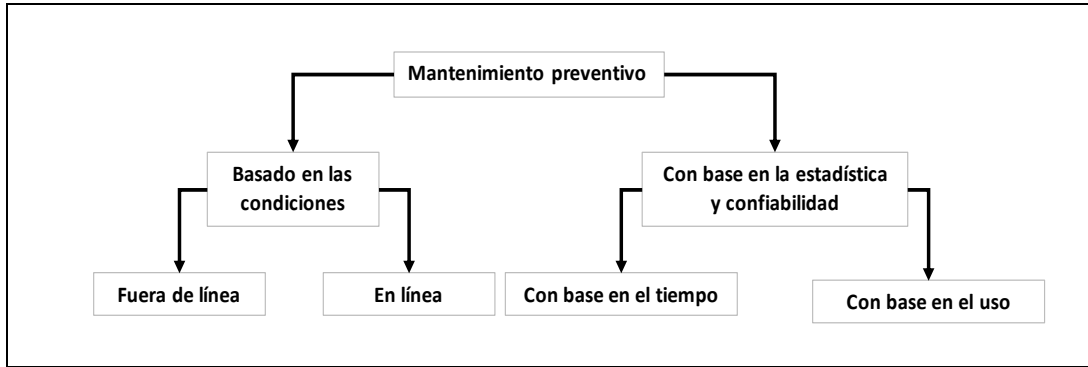 Mantenimiento preventivo
Basado en las
condiciones
Con base en la estadística
y confiabilidad
Fuera de línea
En línea
Con base en el tiempo
Con base en el uso